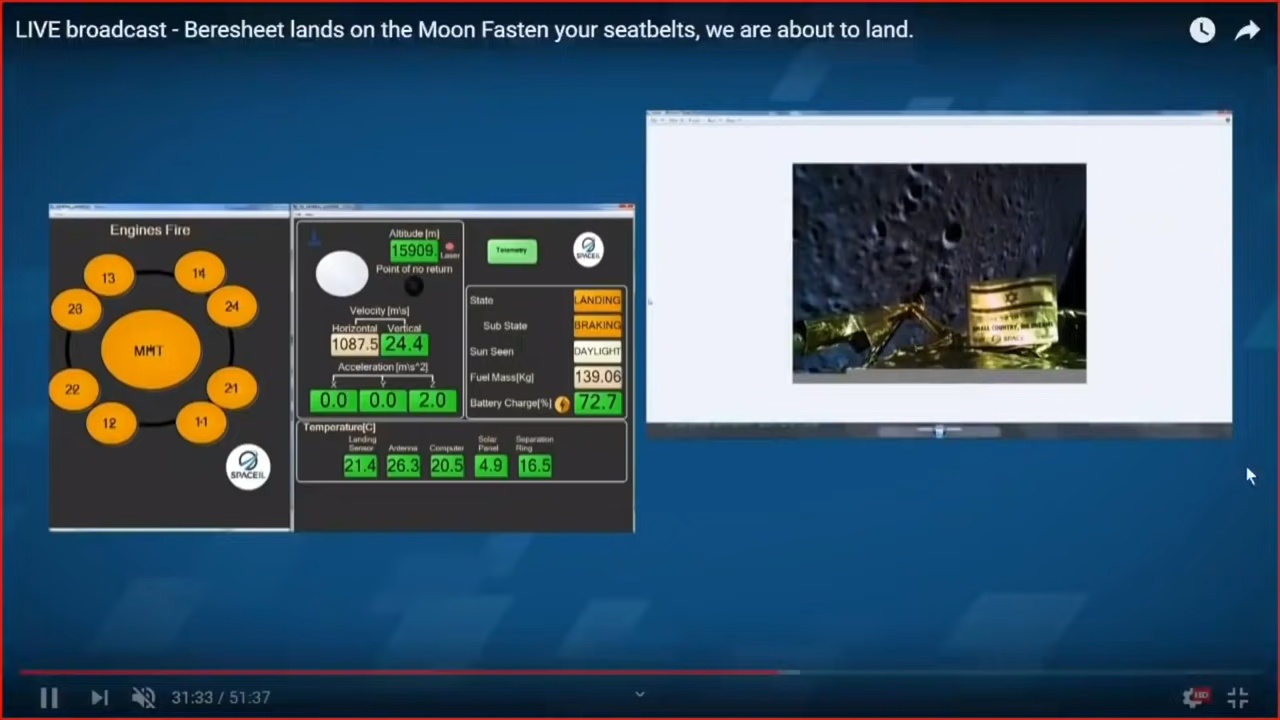 LIVE broadcast - Beresheet lands on the Moon Fasten your seatbelts, we are about to land.
Engines Fire
13
14
23
24
MMT
22
21
12
11
SPACEIL
Altitude [m]
15909.
Laser
Point of no return
Velocity [m\s]
Horizontal
Vertical
1087.5
24.4
Acceleration [m\s^2]
X
Y
Z
0.0
0.0
2.0
Telemetry
SPACEIL
State
LANDING
Sub State
BRAKING
Sun Seen
DAYLIGHT
Fuel Mass[Kg]
139.06
Battery Charge[%]
72.7
Temperature[C]
Landing Sensor
Antenna
Computer
Solar Panel
Separation Ring
21.4
26.3
20.5
4.9
16.5
SMALL COUNTRY, BIG DREAMS
SPACE
31:33 / 51:37
HD